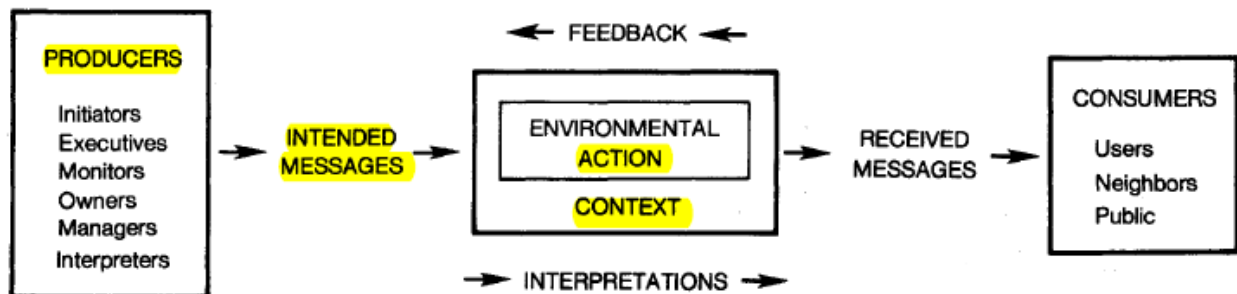 PRODUCERS
Initiators
Executives
Monitors
Owners
Managers
Interpreters
INTENDED
MESSAGES
FEEDBACK
ENVIRONMENTAL
ACTION
CONTEXT
INTERPRETATIONS
RECEIVED
MESSAGES
CONSUMERS
Users
Neighbors
Public